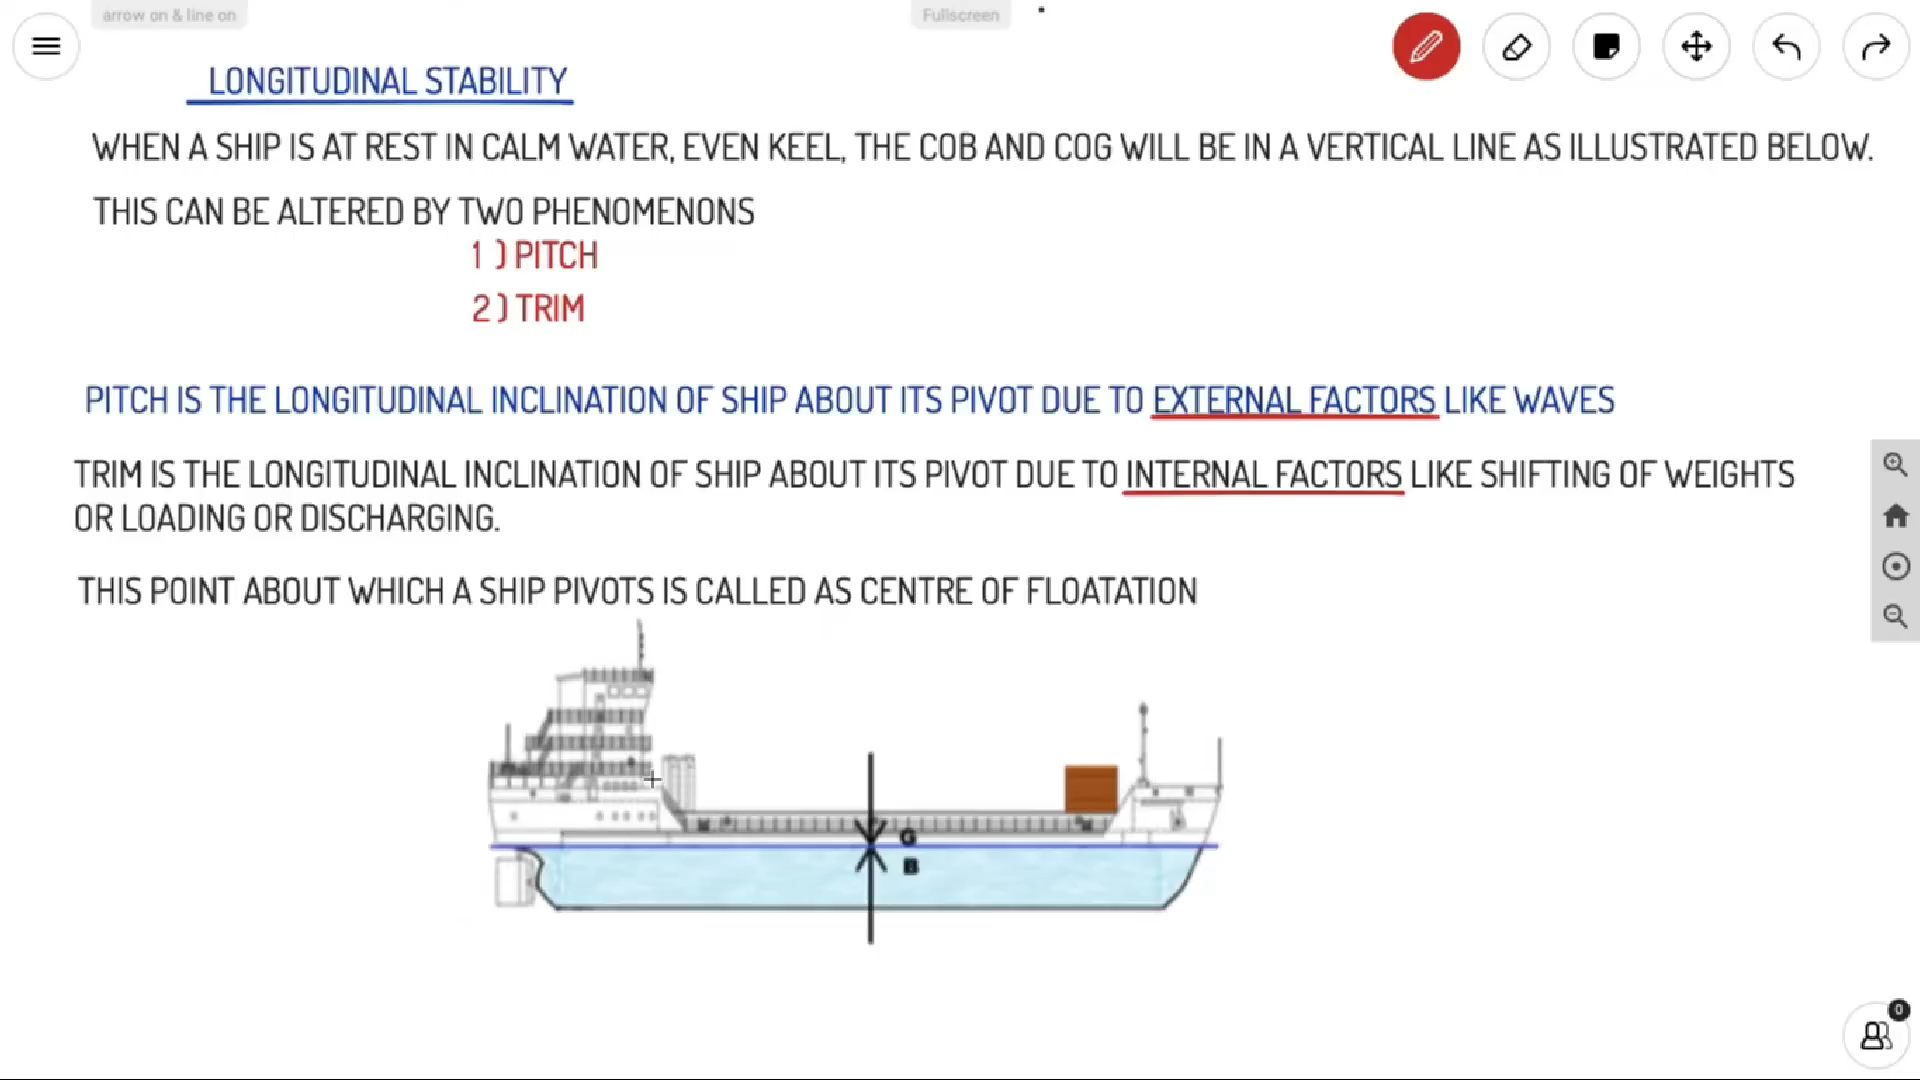 arrow on & line on
Fullscreen
LONGITUDINAL STABILITY
WHEN A SHIP IS AT REST IN CALM WATER, EVEN KEEL, THE COB AND COG WILL BE IN A VERTICAL LINE AS ILLUSTRATED BELOW.
THIS CAN BE ALTERED BY TWO PHENOMENONS
1 ) PITCH
2 ) TRIM
PITCH IS THE LONGITUDINAL INCLINATION OF SHIP ABOUT ITS PIVOT DUE TO EXTERNAL FACTORS LIKE WAVES
TRIM IS THE LONGITUDINAL INCLINATION OF SHIP ABOUT ITS PIVOT DUE TO INTERNAL FACTORS LIKE SHIFTING OF WEIGHTS
OR LOADING OR DISCHARGING.
THIS POINT ABOUT WHICH A SHIP PIVOTS IS CALLED AS CENTRE OF FLOATATION
G
B
0